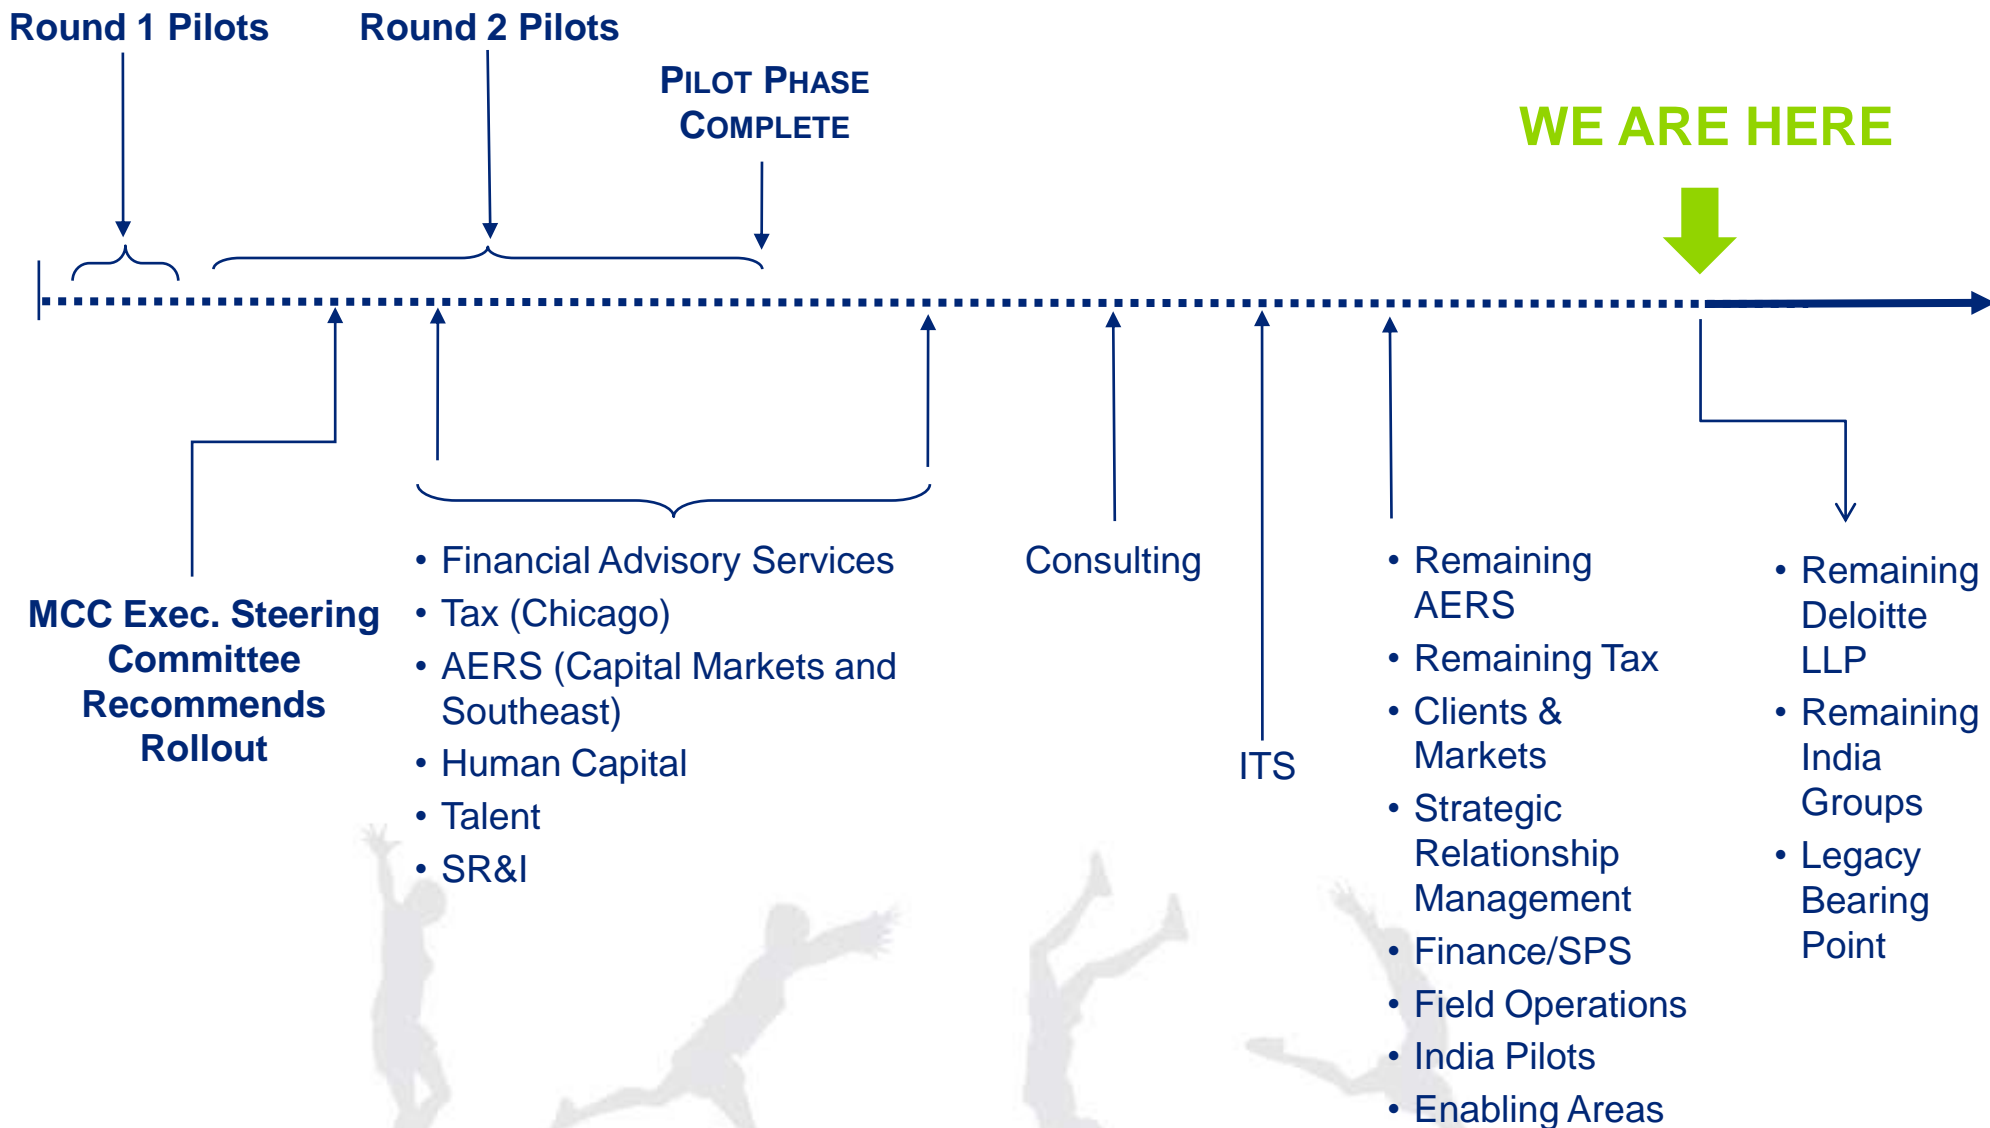 Round 1 Pilots
Round 2 Pilots
PILOT PHASE
COMPLETE
WE ARE HERE
MCC Exec. Steering
Committee
Recommends
Rollout
• Financial Advisory Services
• Tax (Chicago)
• AERS (Capital Markets and
Southeast)
• Human Capital
• Talent
• SR&I
Consulting
ITS
• Remaining
AERS
• Remaining Tax
• Clients &
Markets
• Strategic
Relationship
Management
• Finance/SPS
• Field Operations
• India Pilots
• Enabling Areas
• Remaining
Deloitte
LLP
• Remaining
India
Groups
• Legacy
Bearing
Point